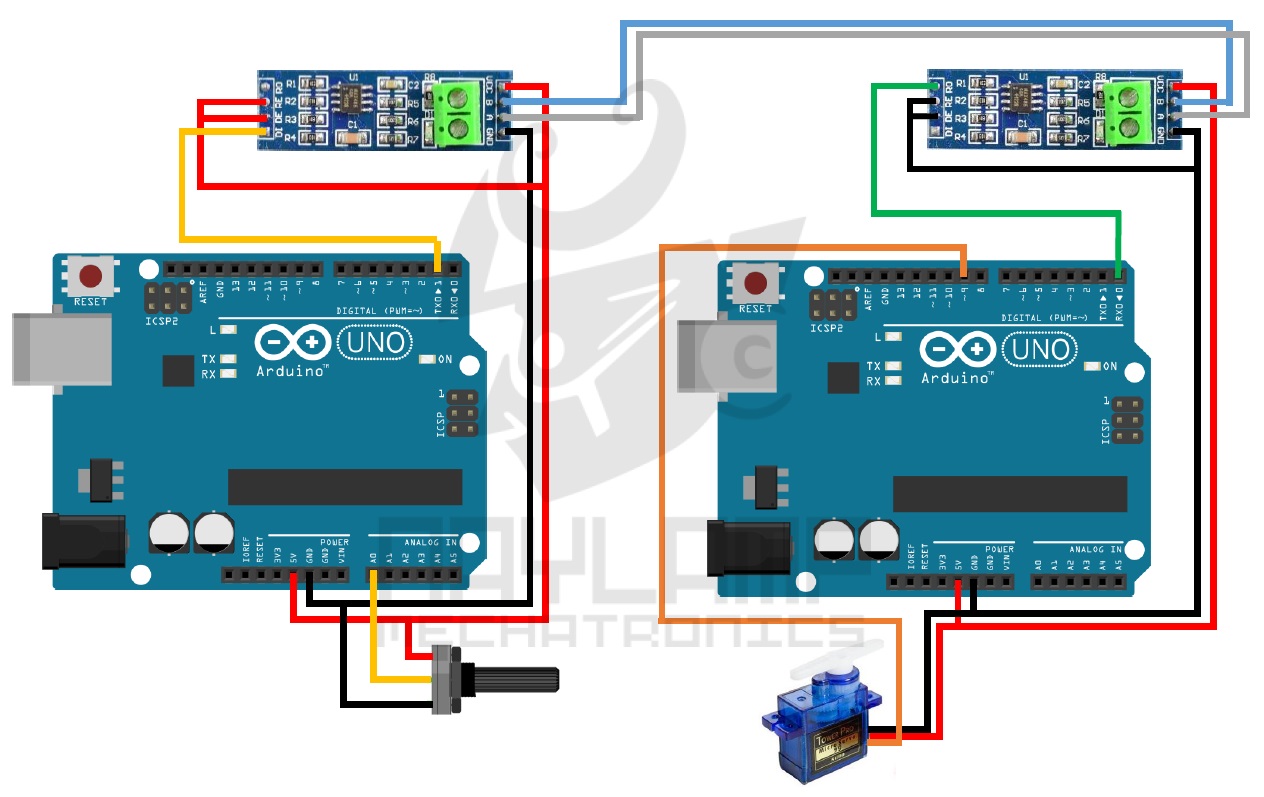 R1
R2
R3
R4
RO
RE
DE
DI
U1
C1
C2
R5
R6
R7
R8
VCC
B
A
GND
R1
R2
R3
R4
RO
RE
DE
DI
U1
C1
C2
R5
R6
R7
R8
VCC
B
A
GND
RESET
ICSP2
AREF
GND
13
12
~11
~10
~9
8
7
~6
~5
4
~3
2
TX0▶1
RX0◀0
DIGITAL (PWM=~)
L
TX
RX
UNO
Arduino™
ON
1
ICSP
IOREF
RESET
3V3
5V
GND
GND
VIN
POWER
A0
A1
A2
A3
A4
A5
ANALOG IN
RESET
ICSP2
AREF
GND
13
12
~11
~10
~9
8
7
~6
~5
4
~3
2
TX0▶1
RX0◀0
DIGITAL (PWM=~)
L
TX
RX
UNO
Arduino™
ON
1
ICSP
IOREF
RESET
3V3
5V
GND
GND
VIN
POWER
A0
A1
A2
A3
A4
A5
ANALOG IN
C
NAYLAMP
MECHATRONICS
Tower Pro
Micro Servo